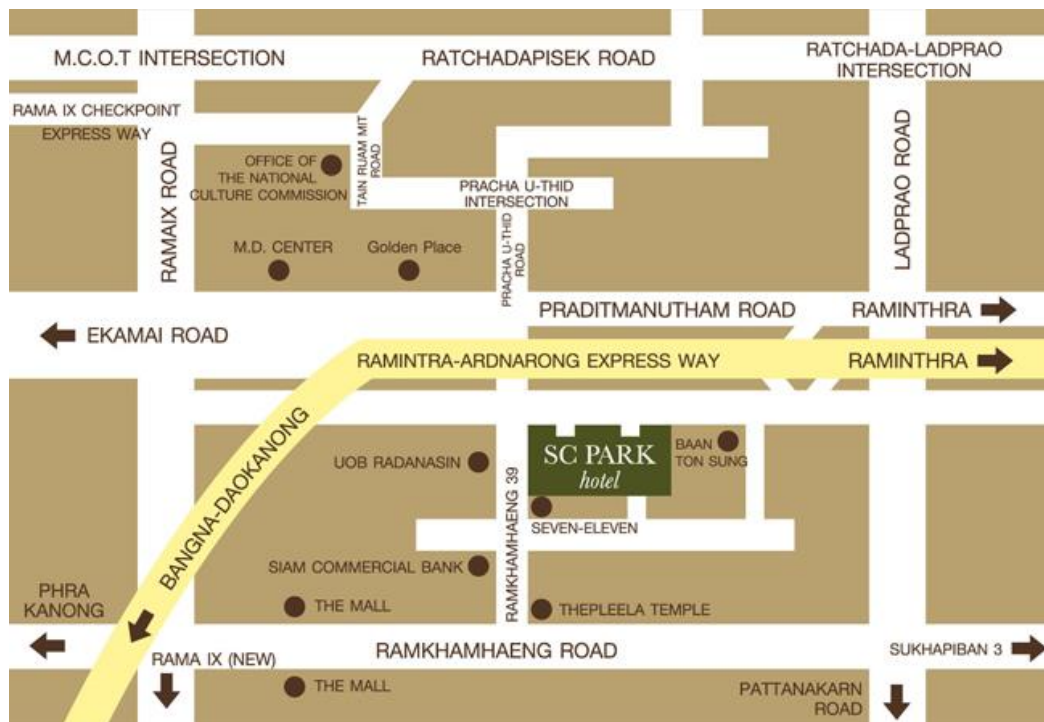 M.C.O.T INTERSECTION
RATCHADAPISEK ROAD
RATCHADA-LADPRAO
INTERSECTION
RAMA IX CHECKPOINT
EXPRESS WAY
RAMAIX ROAD
OFFICE OF
THE NATIONAL
CULTURE COMMISSION
TAIN RUAM MIT
ROAD
PRACHA U-THID
INTERSECTION
PRACHA U-THID
ROAD
LADPRAO ROAD
M.D. CENTER
Golden Place
PRADITMANUTHAM ROAD
RAMINTHRA
EKAMAI ROAD
RAMINTRA-ARDNARONG EXPRESS WAY
RAMINTHRA
BANGNA-DAOKANONG
UOB RADANASIN
RAMKHAMHAENG 39
SC PARK
hotel
BAAN
TON SUNG
SEVEN-ELEVEN
SIAM COMMERCIAL BANK
THE MALL
THEPLEELA TEMPLE
PHRA
KANONG
RAMA IX (NEW)
RAMKHAMHAENG ROAD
SUKHAPIBAN 3
THE MALL
PATTANAKARN
ROAD